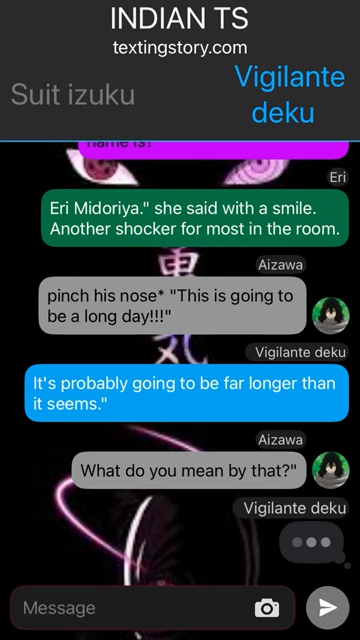 INDIAN TS
textingstory.com
Suit izuku
Vigilante
deku
name is?
Eri
Eri Midoriya." she said with a smile.
Another shocker for most in the room.
Aizawa
pinch his nose* "This is going to
be a long day!!!"
Vigilante deku
It's probably going to be far longer than
it seems."
Aizawa
What do you mean by that?"
Vigilante deku
Message